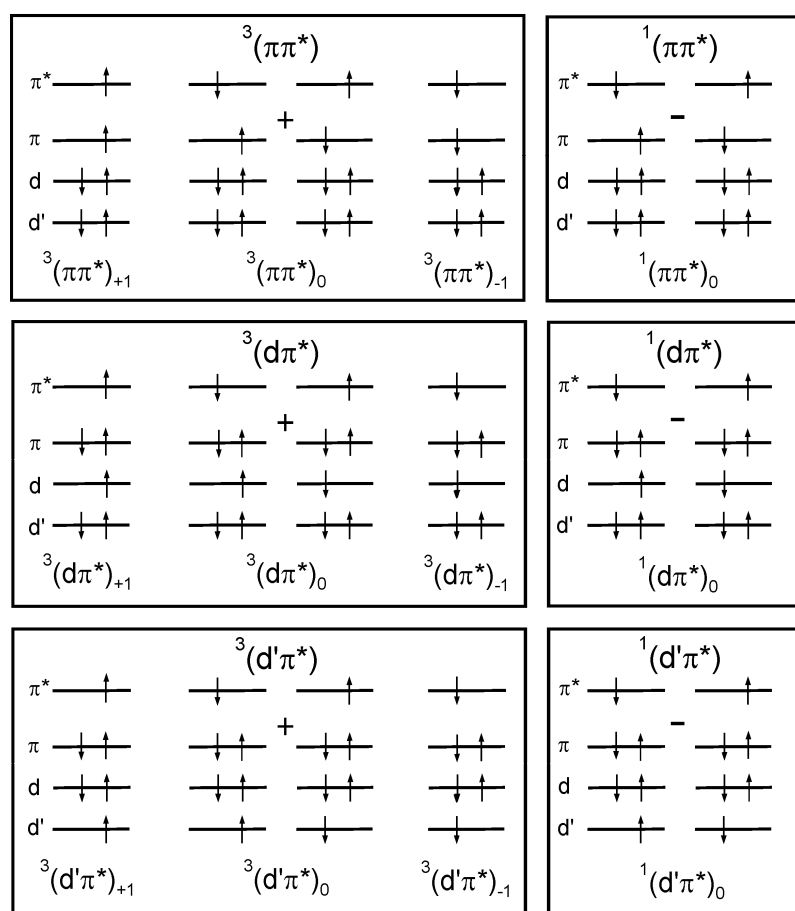 ³(ππ*)
π*
+
π
d
d'
³(ππ*)₊₁ ³(ππ*)₀ ³(ππ*)₋₁
¹(ππ*)
π*
−
π
d
d'
¹(ππ*)₀
³(dπ*)
π*
+
π
d
d'
³(dπ*)₊₁ ³(dπ*)₀ ³(dπ*)₋₁
¹(dπ*)
π*
−
π
d
d'
¹(dπ*)₀
³(d'π*)
π*
+
π
d
d'
³(d'π*)₊₁ ³(d'π*)₀ ³(d'π*)₋₁
¹(d'π*)
π*
−
π
d
d'
¹(d'π*)₀